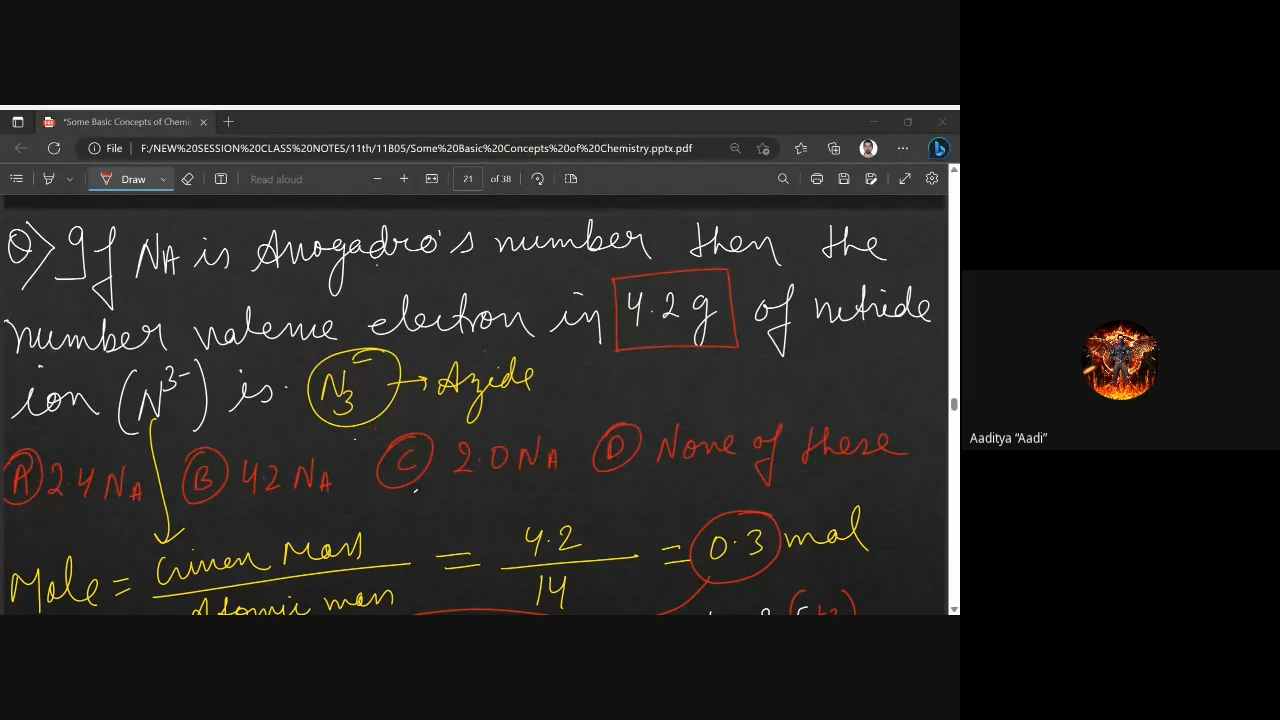 *Some Basic Concepts of Chemi
File F:/NEW%20SESSION%20CLASS%20NOTES/11th/11B05/Some%20Basic%20Concepts%20of%20Chemistry.pptx.pdf
Draw Read aloud 21 of 38
Q> If NA is Avogadro's number then the
number valence electron in 4.2 g of nitride
ion (N³⁻) is. N₃⁻ → Azide
A 2.4 NA B 4.2 NA C 2.0 NA D None of these
Mole = Given Mass / Atomic mass = 4.2 / 14 = 0.3 mol
Aaditya “Aadi”